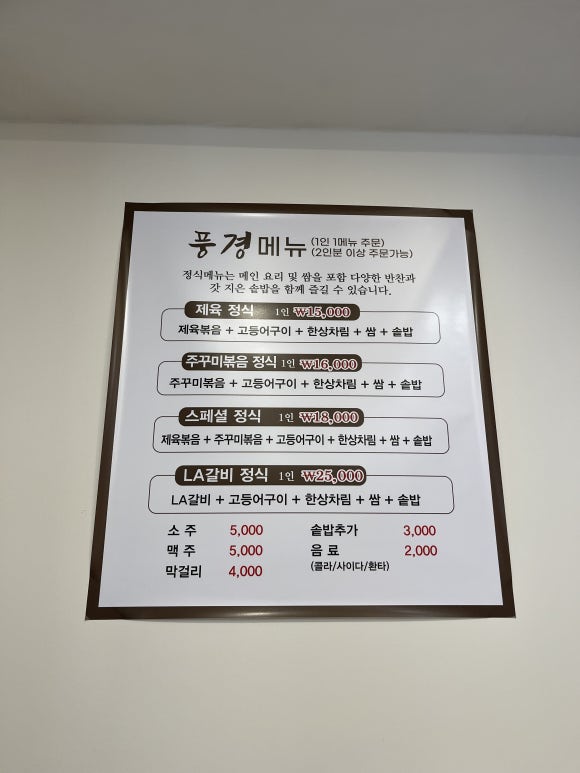 풍경메뉴 (1인 1메뉴 주문)
(2인분 이상 주문가능)
정식메뉴는 메인 요리 및 쌈을 포함 다양한 반찬과
갓 지은 솥밥을 함께 즐길 수 있습니다.
제육 정식 1인 ₩15,000
제육볶음 + 고등어구이 + 한상차림 + 쌈 + 솥밥
주꾸미볶음 정식 1인 ₩16,000
주꾸미볶음 + 고등어구이 + 한상차림 + 쌈 + 솥밥
스페셜 정식 1인 ₩18,000
제육볶음 + 주꾸미볶음 + 고등어구이 + 한상차림 + 쌈 + 솥밥
LA갈비 정식 1인 ₩25,000
LA갈비 + 고등어구이 + 한상차림 + 쌈 + 솥밥
소 주 5,000 솥밥추가 3,000
맥 주 5,000 음 료 2,000
막걸리 4,000 (콜라/사이다/환타)